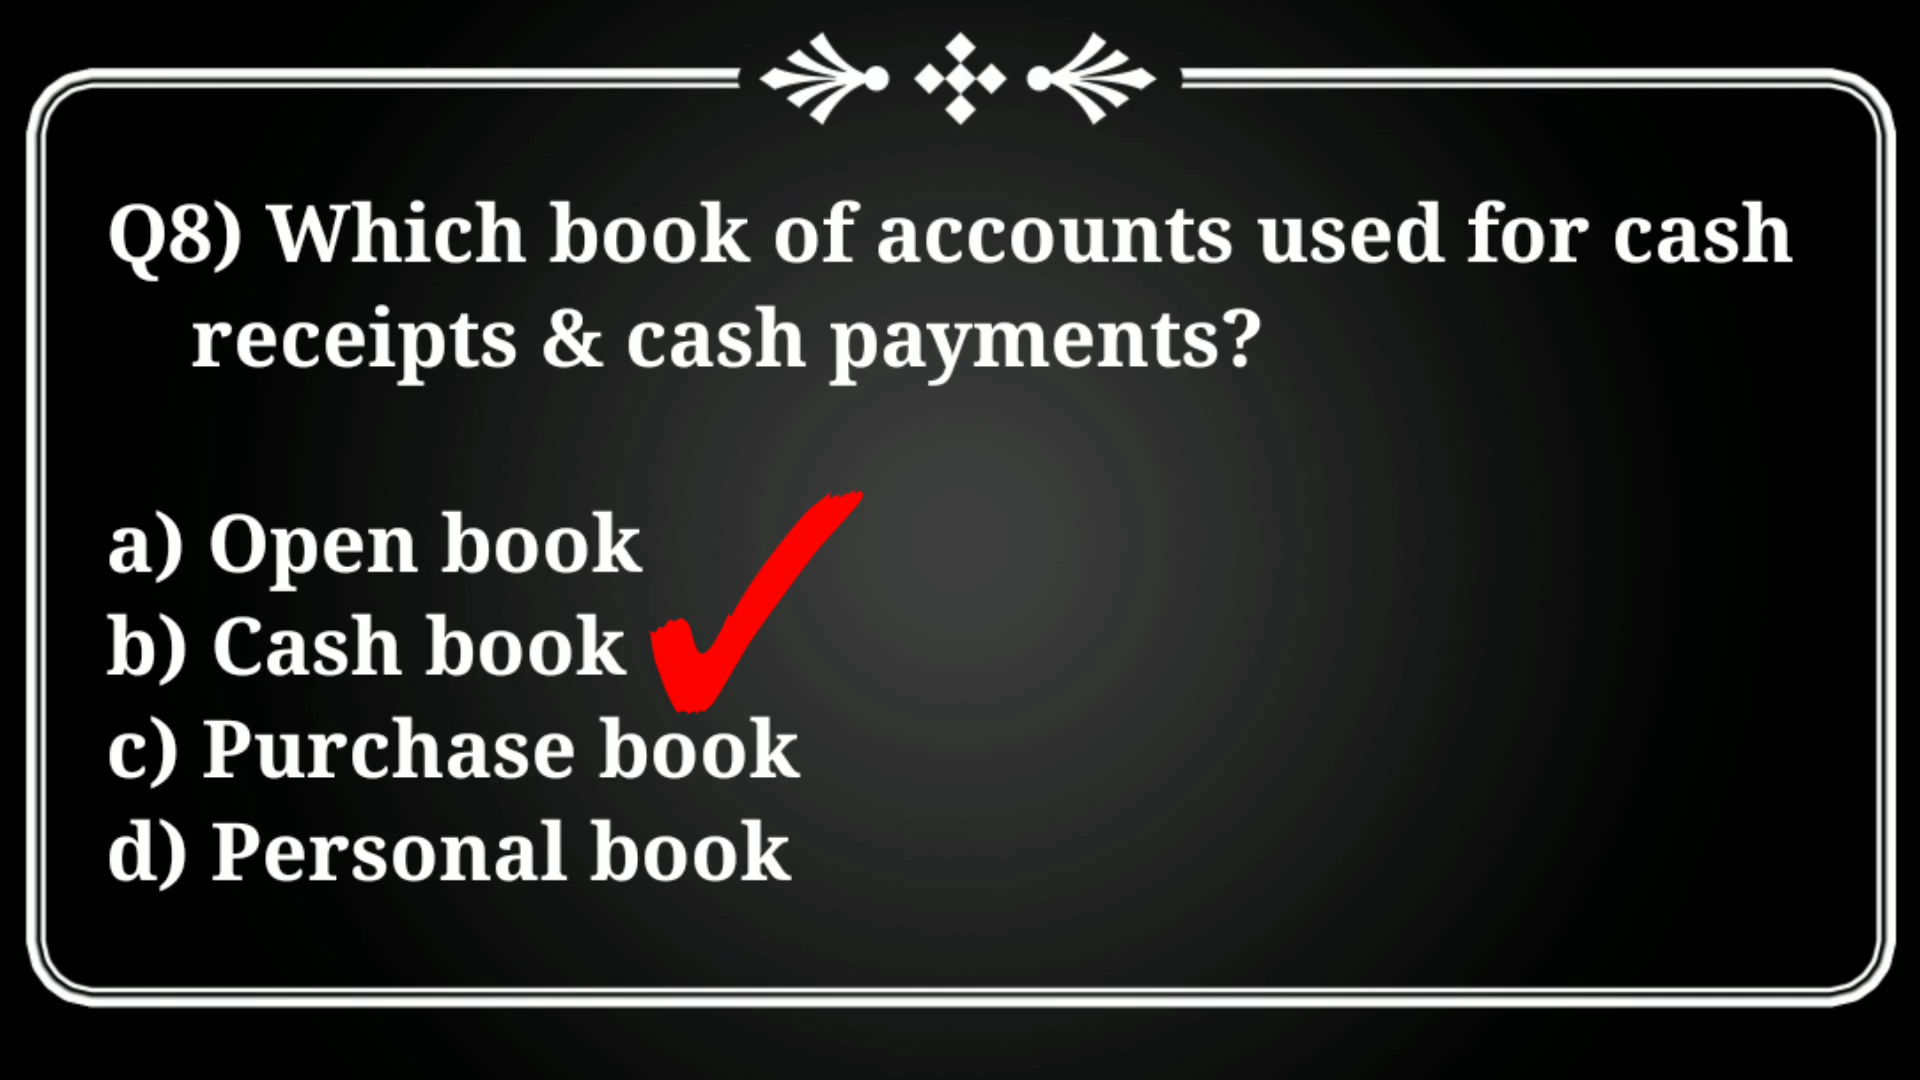 Q8) Which book of accounts used for cash
receipts & cash payments?
a) Open book
b) Cash book
c) Purchase book
d) Personal book